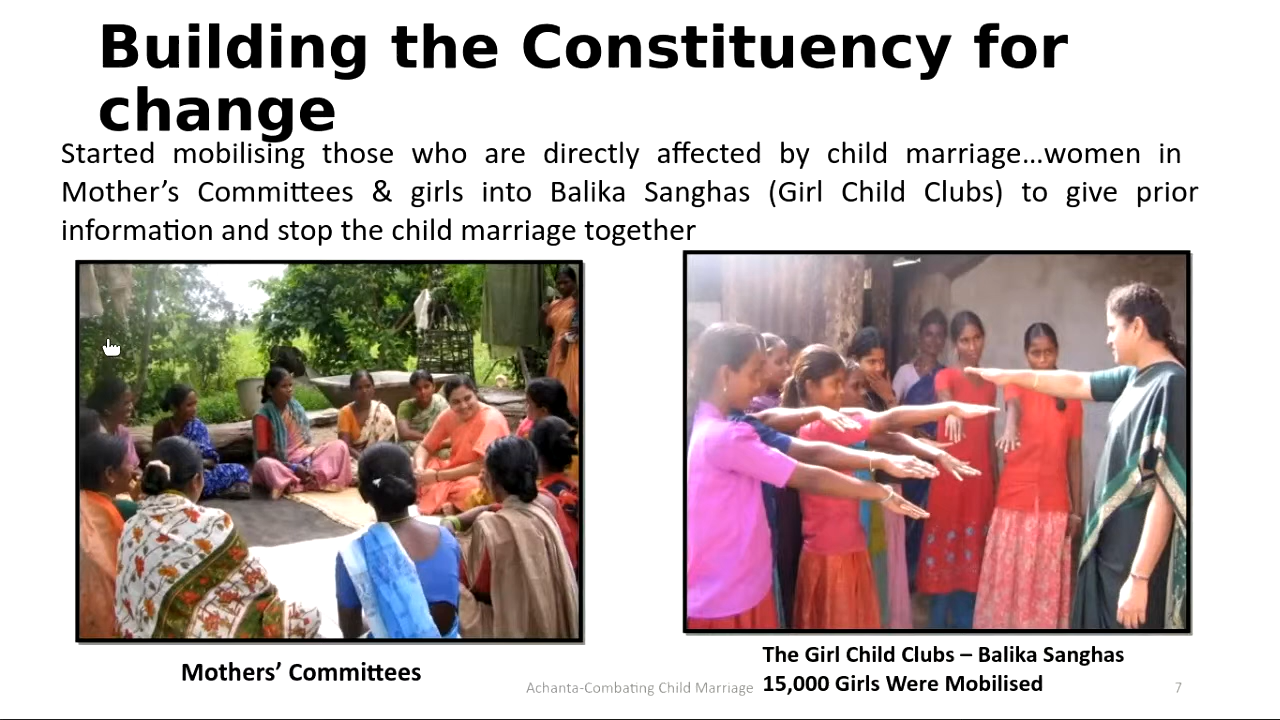 Building the Constituency for
change
Started mobilising those who are directly affected by child marriage…women in
Mother’s Committees & girls into Balika Sanghas (Girl Child Clubs) to give prior
information and stop the child marriage together
Mothers’ Committees
The Girl Child Clubs – Balika Sanghas
15,000 Girls Were Mobilised
Achanta-Combating Child Marriage
7